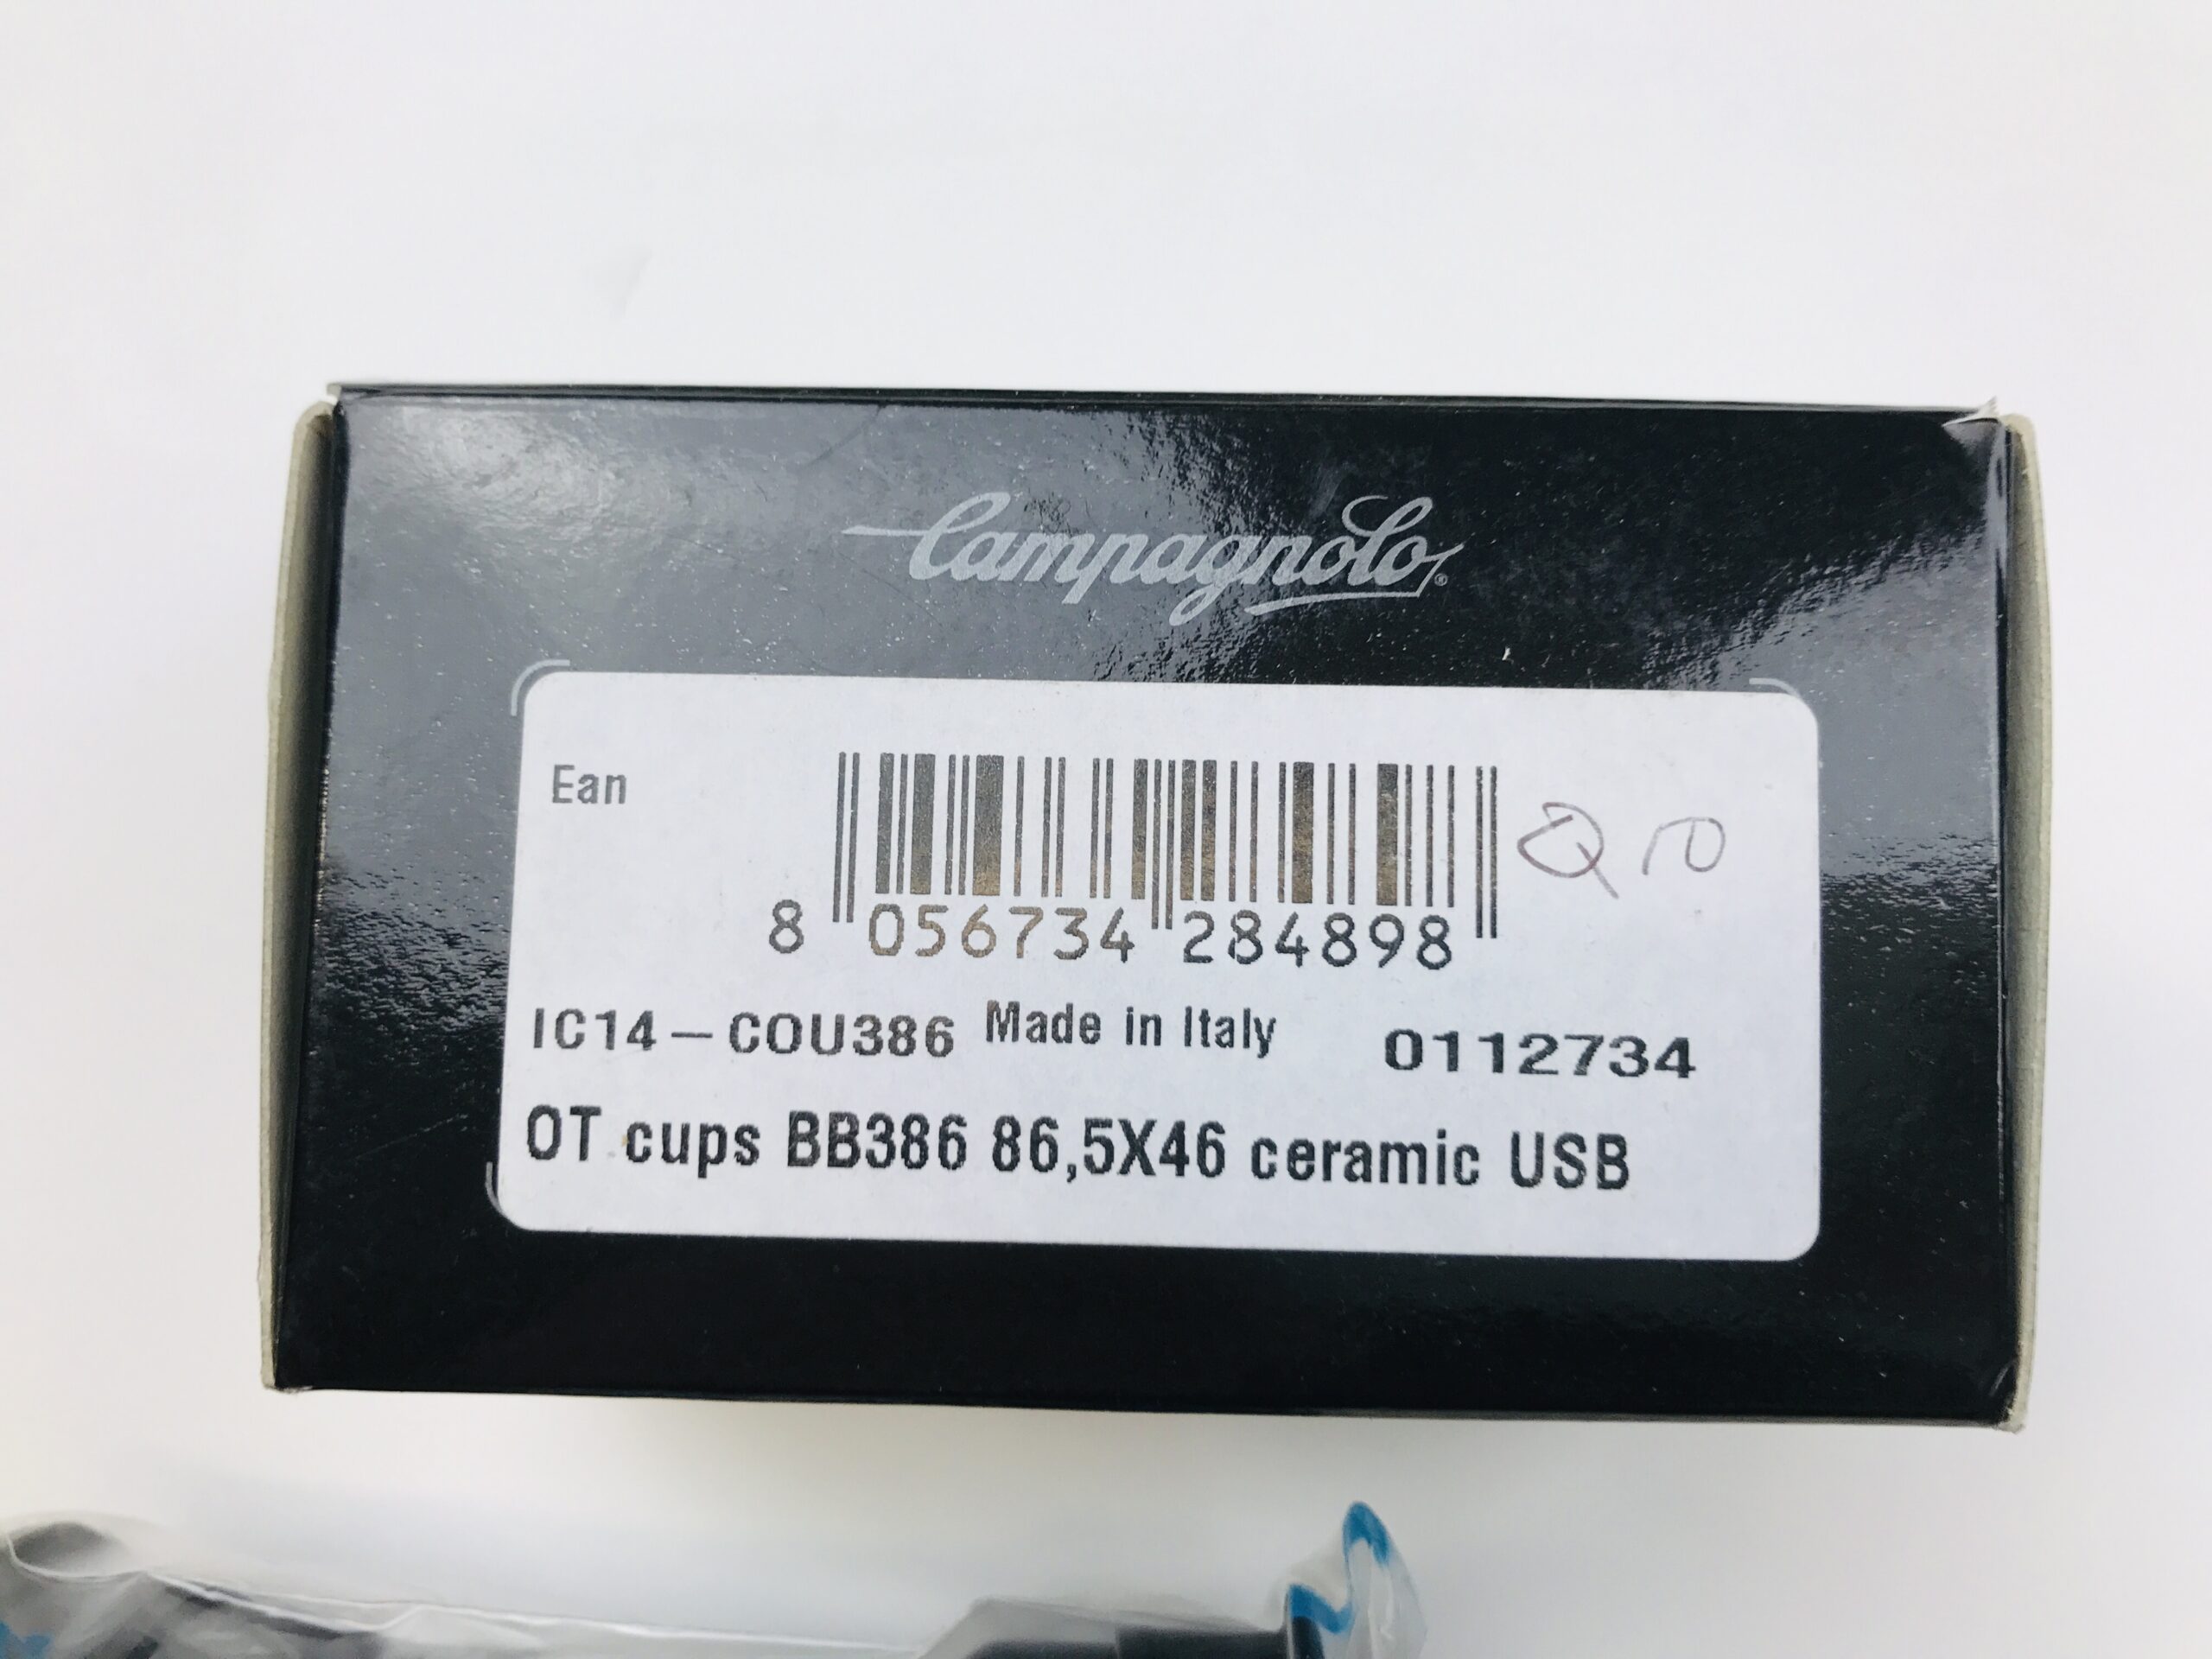 Campagnolo®
Ean
8 056734 284898
IC14-COU386 Made in Italy 0112734
OT cups BB386 86,5X46 ceramic USB